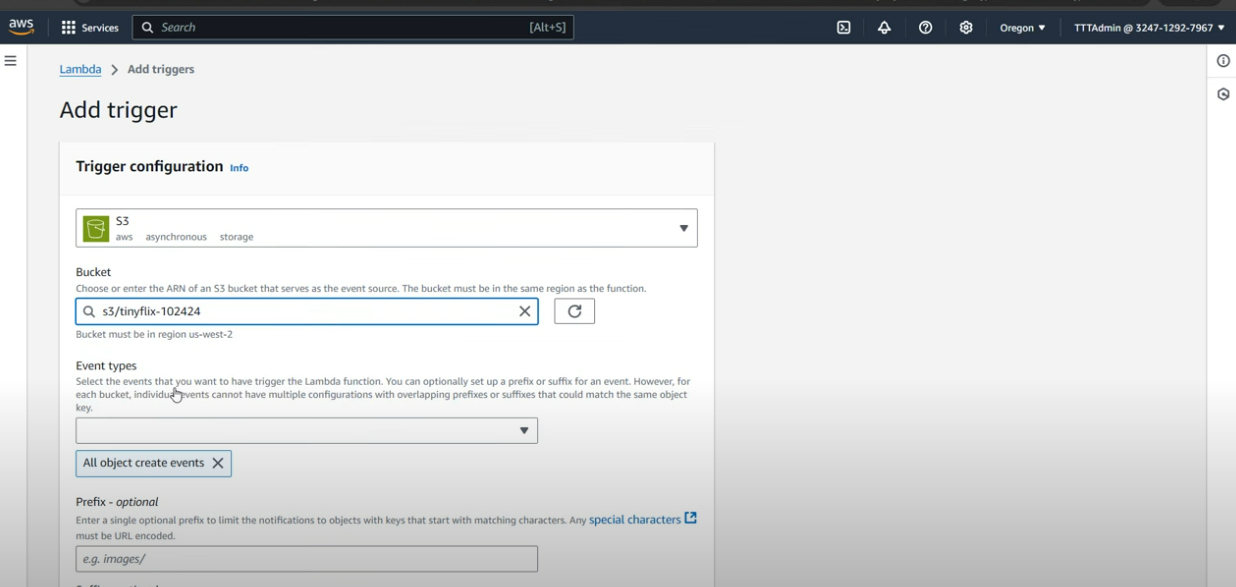 aws Services Search [Alt+S] Oregon ▼ TTTAdmin @ 3247-1292-7967 ▼
Lambda > Add triggers
Add trigger
Trigger configuration Info
S3
aws asynchronous storage
Bucket
Choose or enter the ARN of an S3 bucket that serves as the event source. The bucket must be in the same region as the function.
s3/tinyflix-102424
Bucket must be in region us-west-2
Event types
Select the events that you want to have trigger the Lambda function. You can optionally set up a prefix or suffix for an event. However, for
each bucket, individual events cannot have multiple configurations with overlapping prefixes or suffixes that could match the same object
key.
All object create events
Prefix - optional
Enter a single optional prefix to limit the notifications to objects with keys that start with matching characters. Any special characters
must be URL encoded.
e.g. images/